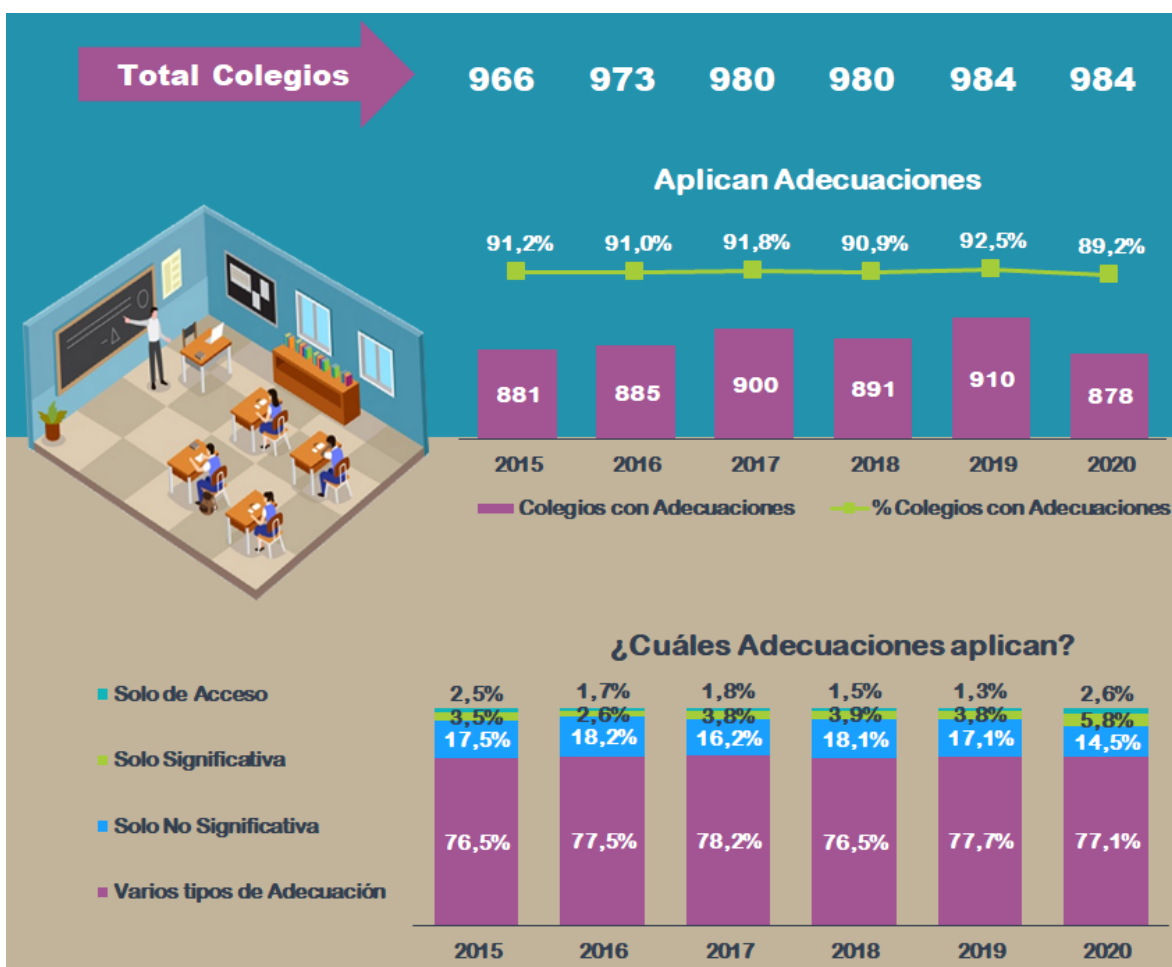 Total Colegios 966 973 980 980 984 984
Aplican Adecuaciones
91,2% 91,0% 91,8% 90,9% 92,5% 89,2%
881 885 900 891 910 878
2015 2016 2017 2018 2019 2020
Colegios con Adecuaciones % Colegios con Adecuaciones
¿Cuáles Adecuaciones aplican?
Solo de Acceso 2,5% 1,7% 1,8% 1,5% 1,3% 2,6%
3,5% 2,6% 3,8% 3,9% 3,8% 5,8%
17,5% 18,2% 16,2% 18,1% 17,1% 14,5%
Solo Significativa
Solo No Significativa
76,5% 77,5% 78,2% 76,5% 77,7% 77,1%
Varios tipos de Adecuación
2015 2016 2017 2018 2019 2020